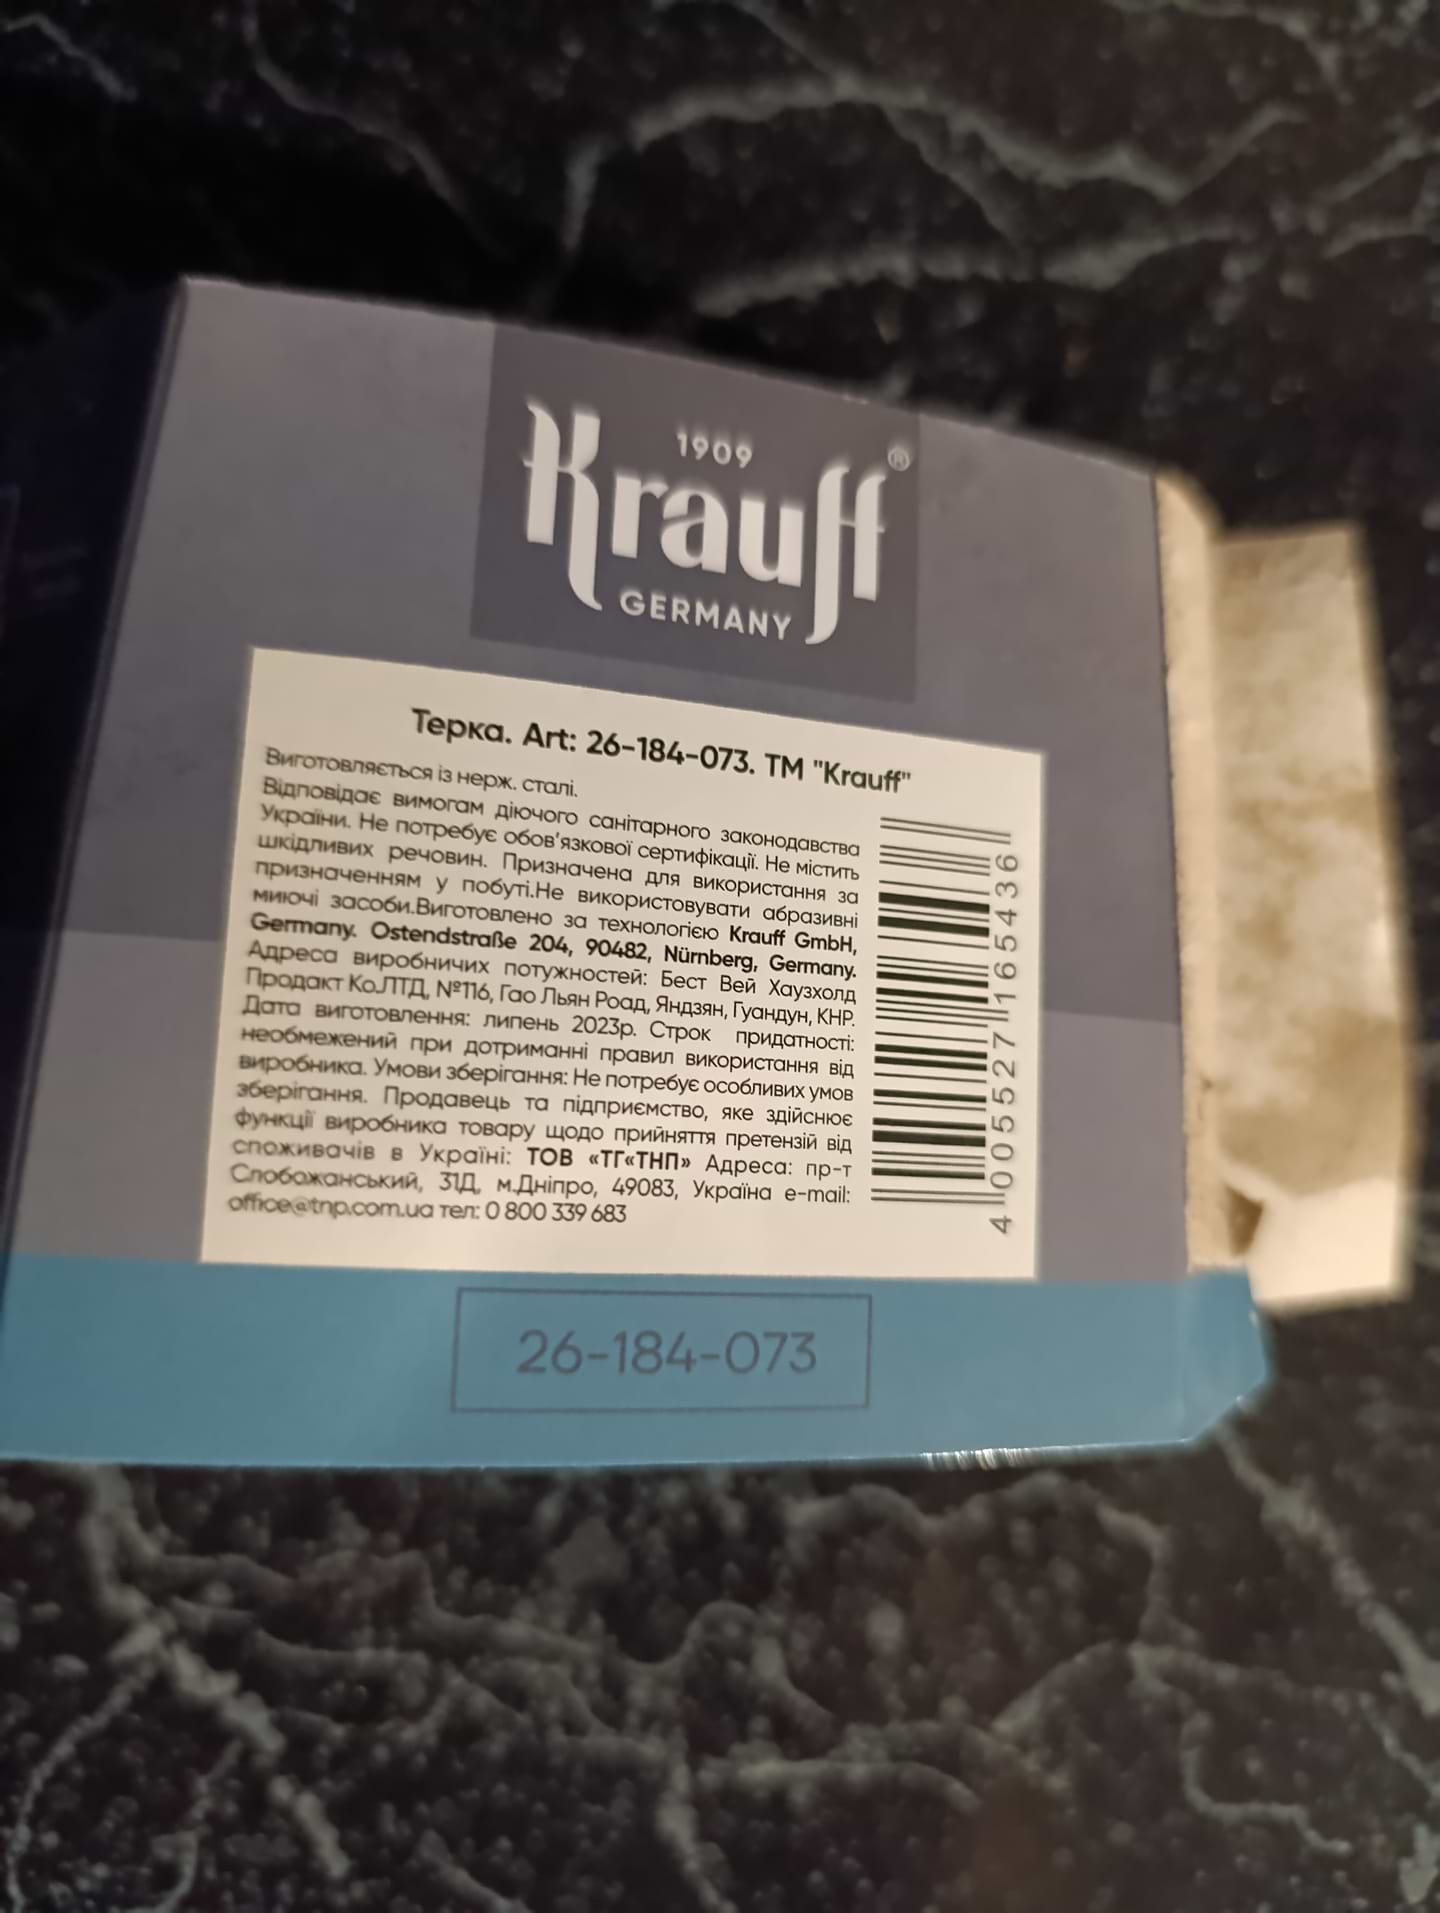 1909
Krauff®
GERMANY
Терка. Art: 26-184-073. ТМ "Krauff"
Виготовляється із нерж. сталі.
Відповідає вимогам діючого санітарного законодавства
України. Не потребує обов'язкової сертифікації. Не містить
шкідливих речовин. Призначена для використання за
призначенням у побуті.Не використовувати абразивні
миючі засоби.Виготовлено за технологією Krauff GmbH,
Germany. Ostendstraße 204, 90482, Nürnberg, Germany.
Адреса виробничих потужностей: Бест Вей Хаузхолд
Продакт Ко.ЛТД, №116, Гао Льян Роад, Яндзян, Гуандун, КНР.
Дата виготовлення: липень 2023р. Строк придатності:
необмежений при дотриманні правил використання від
виробника. Умови зберігання: Не потребує особливих умов
зберігання. Продавець та підприємство, яке здійснює
функції виробника товару щодо прийняття претензій від
споживачів в Україні: ТОВ «ТГ«ТНП» Адреса: пр-т
Слобожанський, 31Д, м.Дніпро, 49083, Україна e-mail:
office@tnp.com.ua тел: 0 800 339 683
4 005527 165436
26-184-073